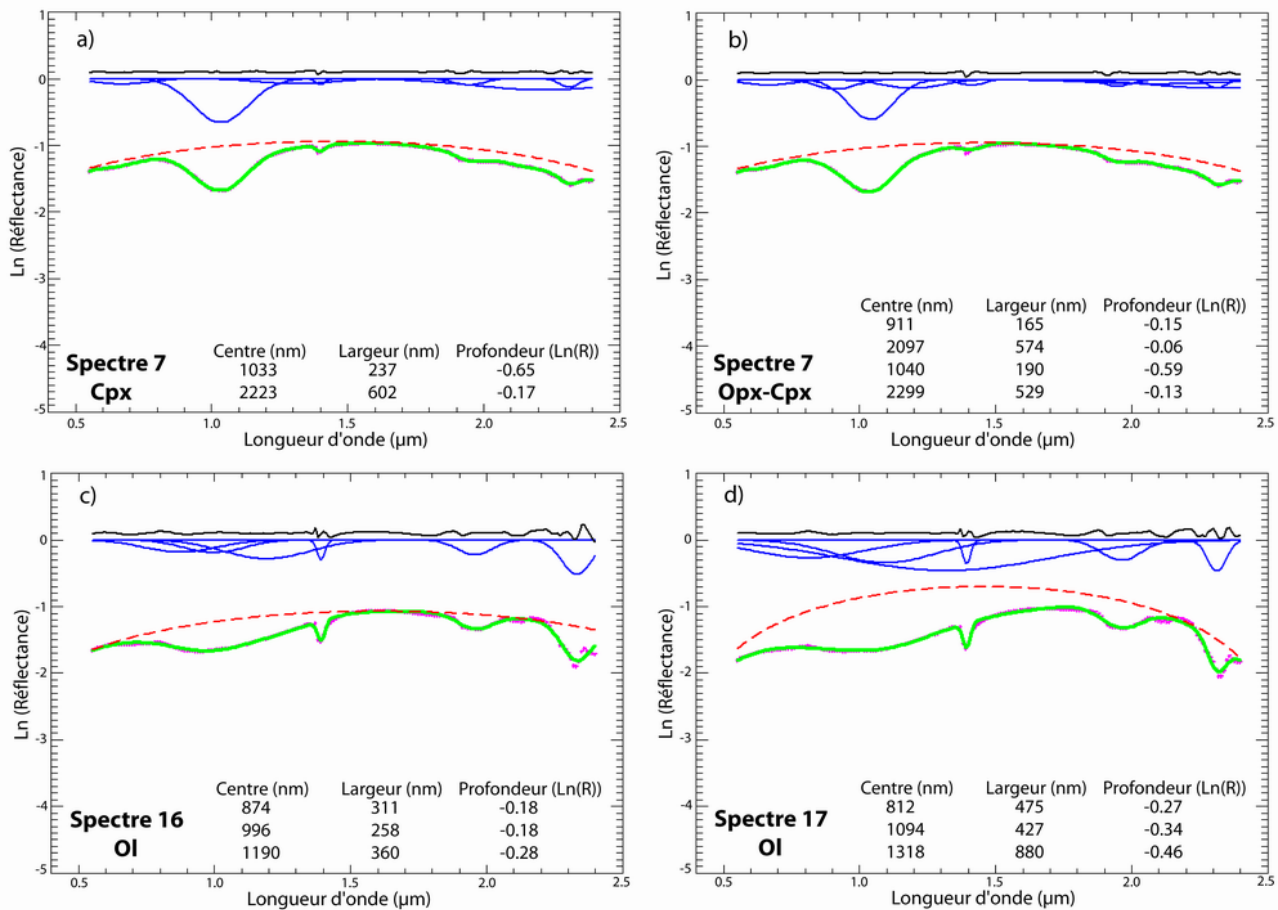 a)
Ln (Réflectance)
1
0
-1
-2
-3
-4
-5
Centre (nm) Largeur (nm) Profondeur (Ln(R))
1033 237 -0.65
2223 602 -0.17
Spectre 7
Cpx
0.5 1.0 1.5 2.0 2.5
Longueur d'onde (µm)
b)
Ln (Réflectance)
1
0
-1
-2
-3
-4
-5
Centre (nm) Largeur (nm) Profondeur (Ln(R))
911 165 -0.15
2097 574 -0.06
1040 190 -0.59
2299 529 -0.13
Spectre 7
Opx-Cpx
0.5 1.0 1.5 2.0 2.5
Longueur d'onde (µm)
c)
Ln (Réflectance)
1
0
-1
-2
-3
-4
-5
Centre (nm) Largeur (nm) Profondeur (Ln(R))
874 311 -0.18
996 258 -0.18
1190 360 -0.28
Spectre 16
Ol
0.5 1.0 1.5 2.0 2.5
Longueur d'onde (µm)
d)
Ln (Réflectance)
1
0
-1
-2
-3
-4
-5
Centre (nm) Largeur (nm) Profondeur (Ln(R))
812 475 -0.27
1094 427 -0.34
1318 880 -0.46
Spectre 17
Ol
0.5 1.0 1.5 2.0 2.5
Longueur d'onde (µm)